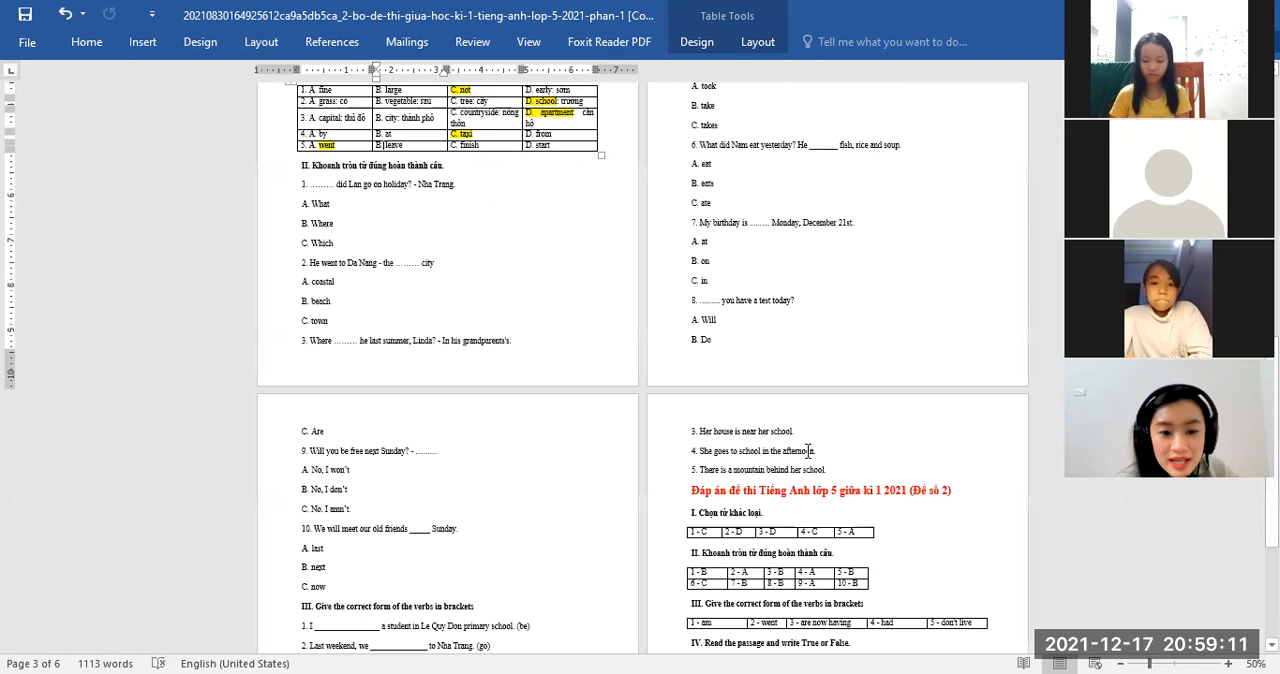 20210830164925612ca9a5db5ca_2-bo-de-thi-giua-hoc-ki-1-tieng-anh-lop-5-2021-phan-1 [Co...
Table Tools
File Home Insert Design Layout References Mailings Review View Foxit Reader PDF Design Layout Tell me what you want to do...
1. A. fine B. large C. not D. early: sớm
2. A. grass: cỏ B. vegetable: rau C. tree: cây D. school: trường
3. A. capital: thủ đô B. city: thành phố C. countryside: nông thôn D. apartment căn hộ
4. A. by B. at C. taxi D. from
5. A. went B. leave C. finish D. start
II. Khoanh tròn từ đúng hoàn thành câu.
1. ……… did Lan go on holiday? - Nha Trang.
A. What
B. Where
C. Which
2. He went to Da Nang - the ……… city
A. coastal
B. beach
C. town
3. Where ……… he last summer, Linda? - In his grandparents's.
A. took
B. take
C. takes
6. What did Nam eat yesterday? He ______ fish, rice and soup.
A. eat
B. eats
C. ate
7. My birthday is .......... Monday, December 21st.
A. at
B. on
C. in
8. .......... you have a test today?
A. Will
B. Do
C. Are
9. Will you be free next Sunday? - ..........
A. No, I won't
B. No, I don't
C. No. I amn't.
10. We will meet our old friends _____ Sunday.
A. last
B. next
C. now
III. Give the correct form of the verbs in brackets
1. I ________________ a student in Le Quy Don primary school. (be)
2. Last weekend, we ______________ to Nha Trang. (go)
3. Her house is near her school.
4. She goes to school in the afternoon.
5. There is a mountain behind her school.
Đáp án đề thi Tiếng Anh lớp 5 giữa kì 1 2021 (Đề số 2)
I. Chọn từ khác loại.
1 - C 2 - D 3 - D 4 - C 5 - A
II. Khoanh tròn từ đúng hoàn thành câu.
1 - B 2 - A 3 - B 4 - A 5 - B
6 - C 7 - B 8 - B 9 - A 10 - B
III. Give the correct form of the verbs in brackets
1 - am 2 - went 3 - are now having 4 - had 5 - don't live
IV. Read the passage and write True or False.
2021-12-17 20:59:11
Page 3 of 6 1113 words English (United States) 50%